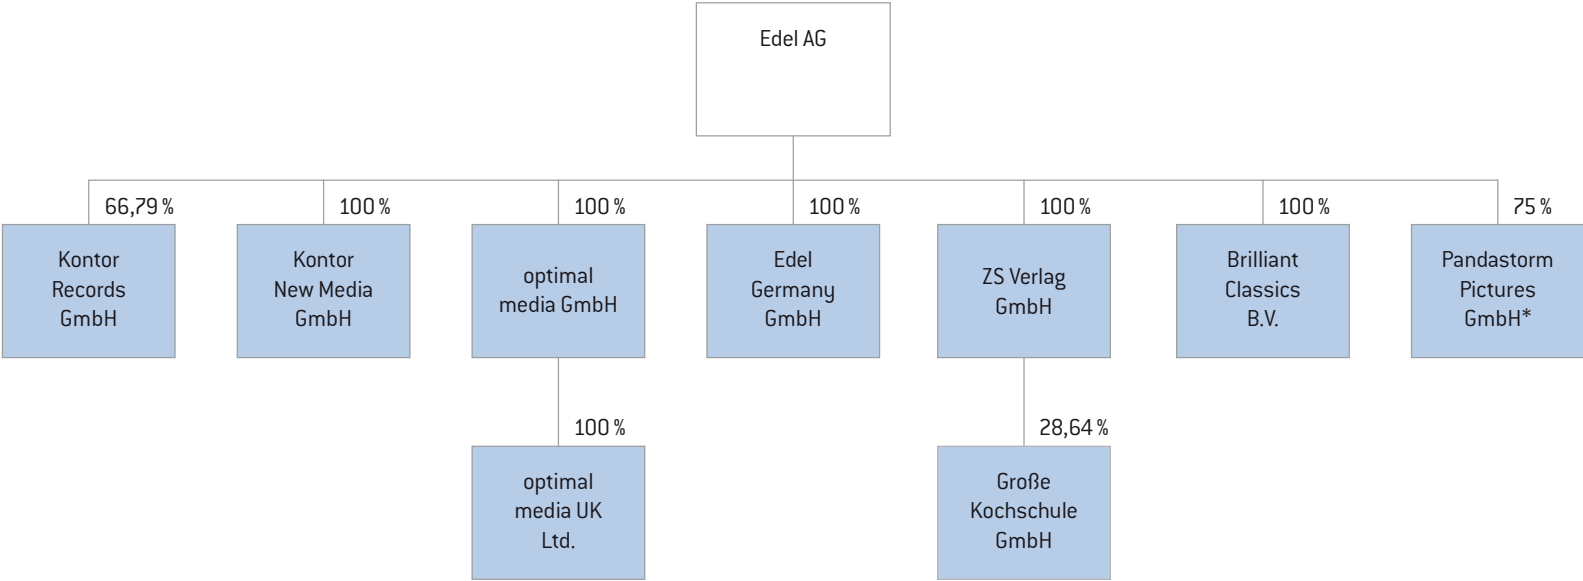 Edel AG
66,79 %
100 %
100 %
100 %
100 %
100 %
75 %
Kontor
Records
GmbH
Kontor
New Media
GmbH
optimal
media GmbH
Edel
Germany
GmbH
ZS Verlag
GmbH
Brilliant
Classics
B.V.
Pandastorm
Pictures
GmbH*
100 %
28,64 %
optimal
media UK
Ltd.
Große
Kochschule
GmbH